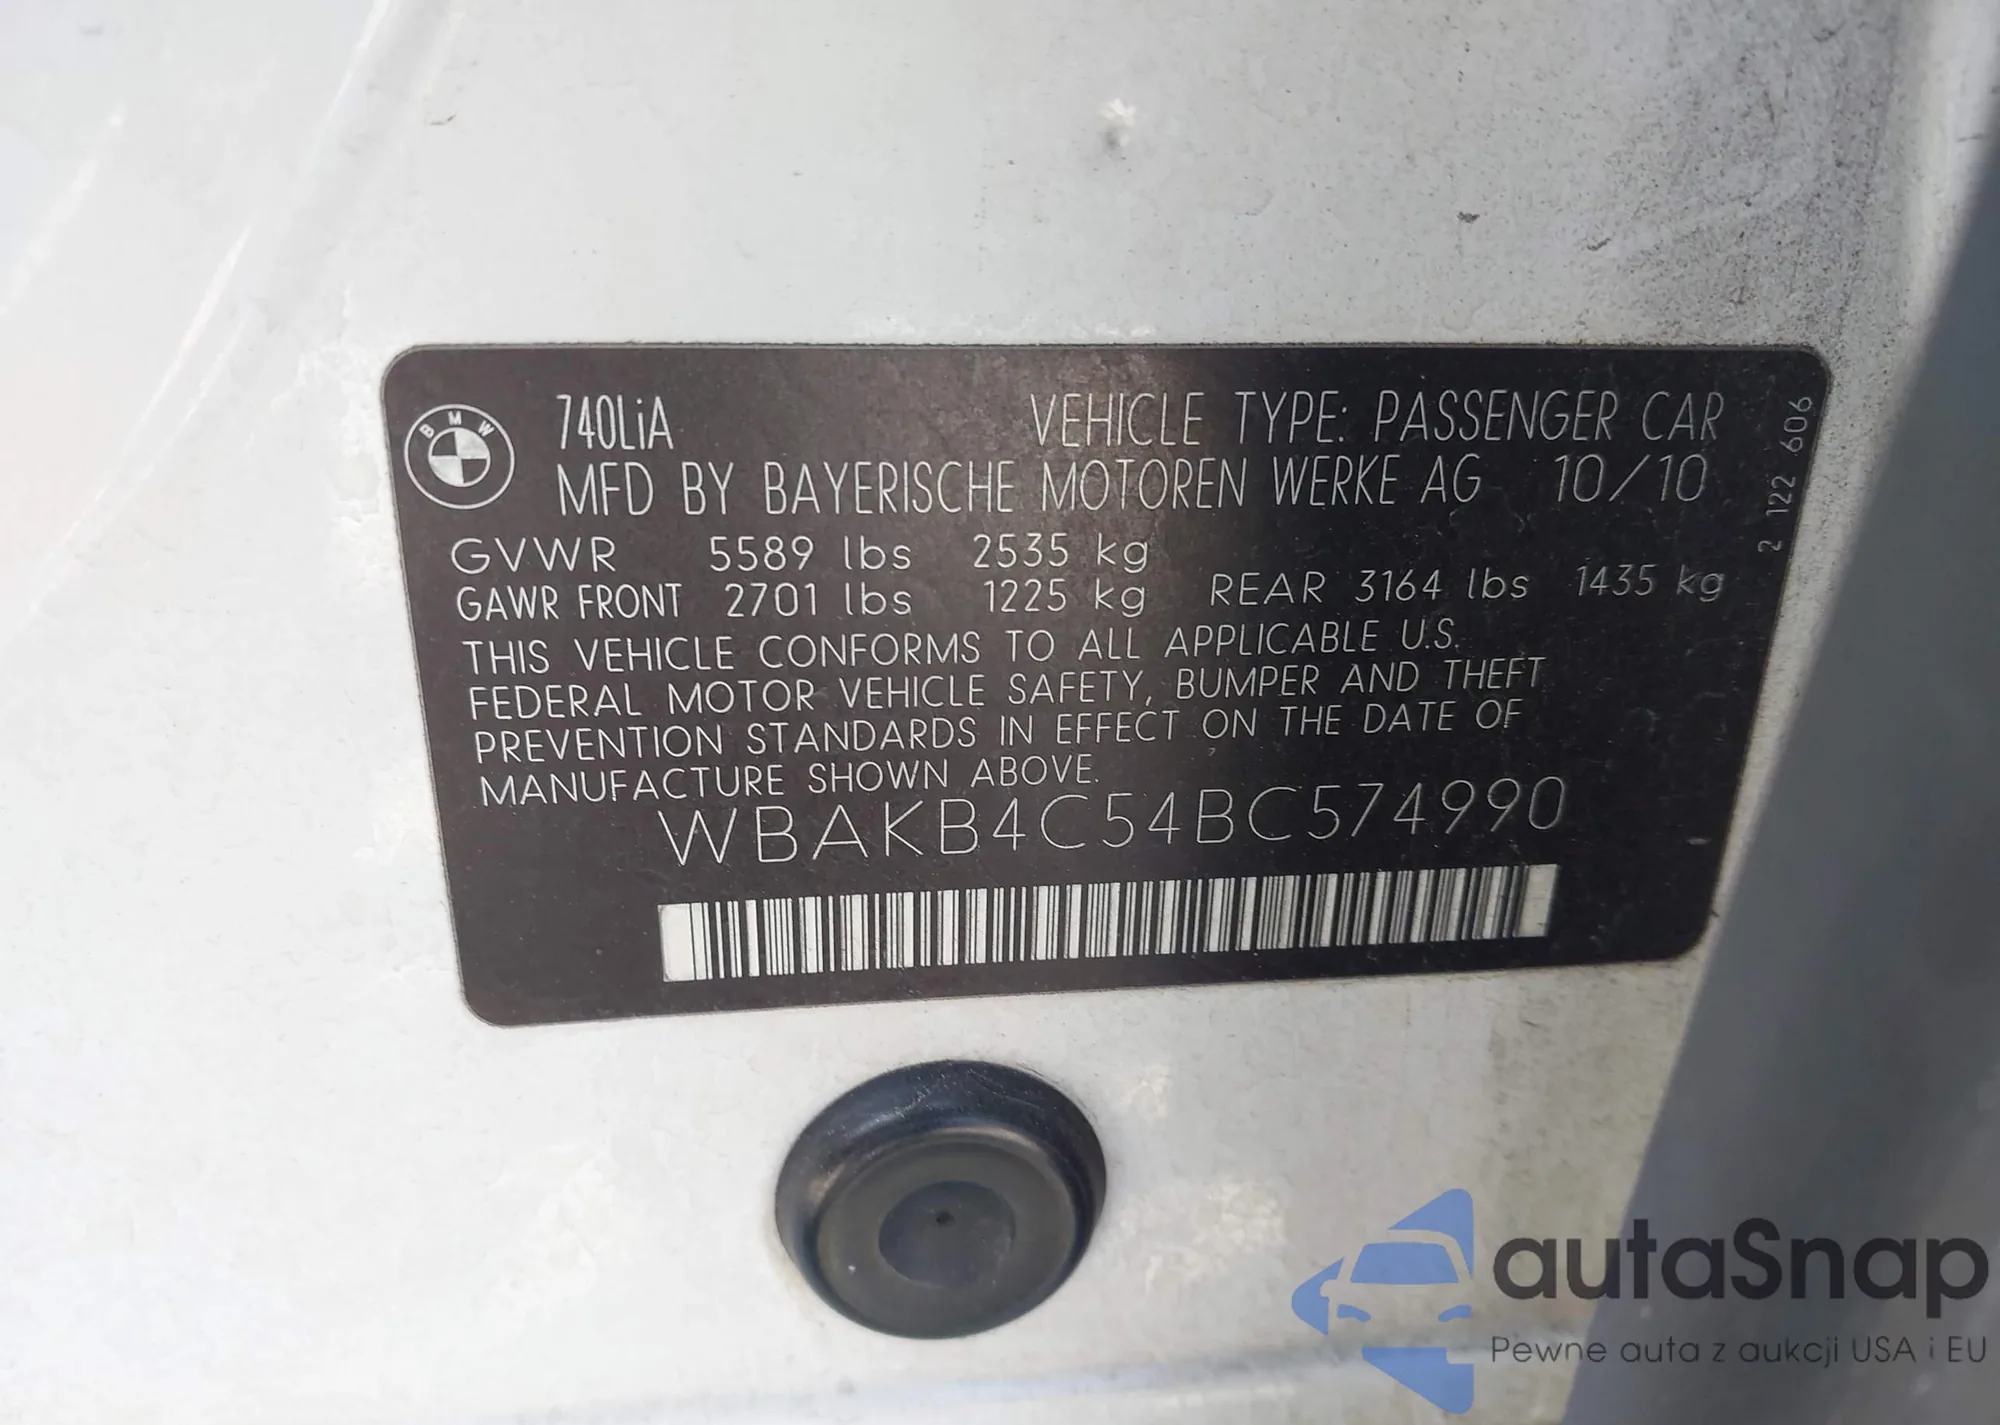 BMW
740LiA VEHICLE TYPE: PASSENGER CAR
MFD BY BAYERISCHE MOTOREN WERKE AG 10/10
GVWR 5589 lbs 2535 kg
GAWR FRONT 2701 lbs 1225 kg REAR 3164 lbs 1435 kg
THIS VEHICLE CONFORMS TO ALL APPLICABLE U.S.
FEDERAL MOTOR VEHICLE SAFETY, BUMPER AND THEFT
PREVENTION STANDARDS IN EFFECT ON THE DATE OF
MANUFACTURE SHOWN ABOVE.
WBAKB4C54BC574990
2 122 606
autaSnap
Pewne auta z aukcji USA i EU